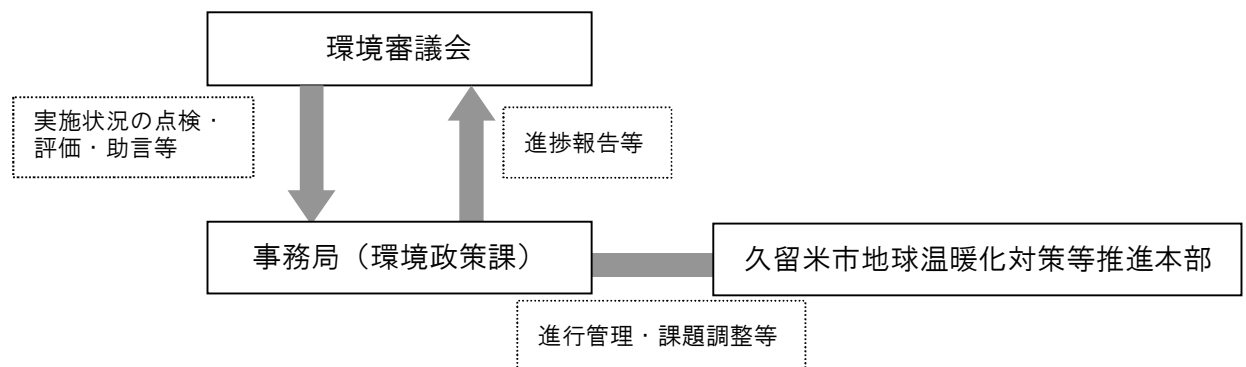 環境審議会
実施状況の点検・
評価・助言等
進捗報告等
事務局（環境政策課）
久留米市地球温暖化対策等推進本部
進行管理・課題調整等